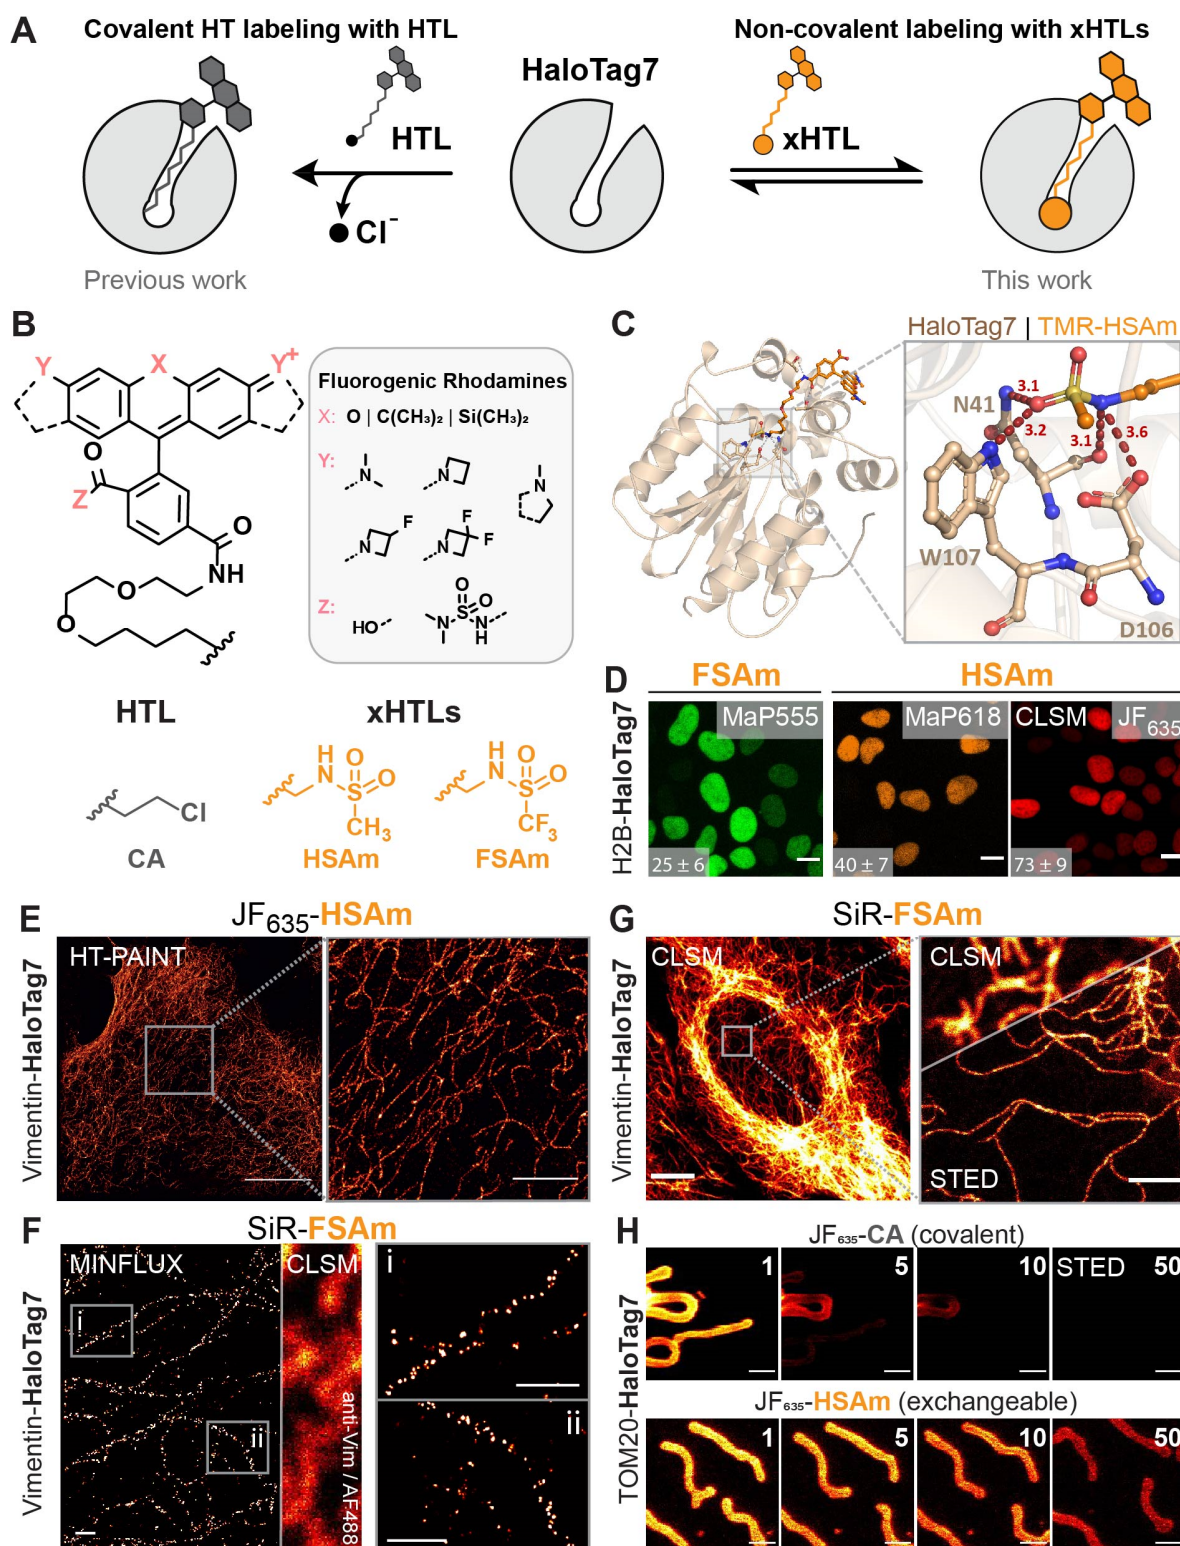 A
Covalent HT labeling with HTL
Non-covalent labeling with xHTLs
HaloTag7
HTL
xHTL
Cl⁻
Previous work
This work
B
Y X Y⁺
O
Z
O
NH
O
O
Fluorogenic Rhodamines
X: O | C(CH₃)₂ | Si(CH₃)₂
Y:
N
N
N
N
F
N
F
F
Z:
HO
O
S
O
N
NH
HTL
xHTLs
Cl
CA
H
N
O
S
O
CH₃
HSAm
H
N
O
S
O
CF₃
FSAm
C
HaloTag7 | TMR-HSAm
N41
3.1
3.2
3.1
3.6
W107
D106
D
FSAm
HSAm
H2B-HaloTag7
MaP555
25 ± 6
MaP618
40 ± 7
CLSM
JF₆₃₅
73 ± 9
E
JF₆₃₅-HSAm
Vimentin-HaloTag7
HT-PAINT
G
SiR-FSAm
Vimentin-HaloTag7
CLSM
CLSM
STED
F
SiR-FSAm
Vimentin-HaloTag7
MINFLUX
i
ii
CLSM
anti-Vim / AF488
i
ii
H
JF₆₃₅-CA (covalent)
TOM20-HaloTag7
1
5
10
STED
50
JF₆₃₅-HSAm (exchangeable)
1
5
10
50